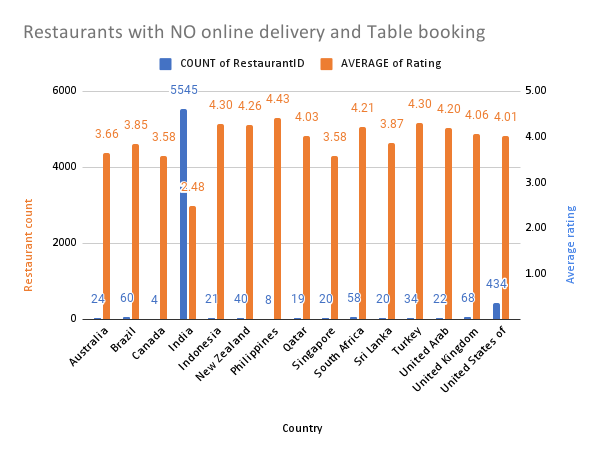 Restaurants with NO online delivery and Table booking
COUNT of RestaurantID AVERAGE of Rating
6000 5545 5.00
4000 4.00
2000 3.00
0 2.00
1.00
3.66 3.85 3.58 2.48 4.30 4.26 4.43 4.03 3.58 4.21 3.87 4.30 4.20 4.06 4.01
24 60 4 21 40 8 19 20 58 20 34 22 68 434
Restaurant count
Average rating
Australia
Brazil
Canada
India
Indonesia
New Zealand
Philippines
Qatar
Singapore
South Africa
Sri Lanka
Turkey
United Arab
United Kingdom
United States of
Country